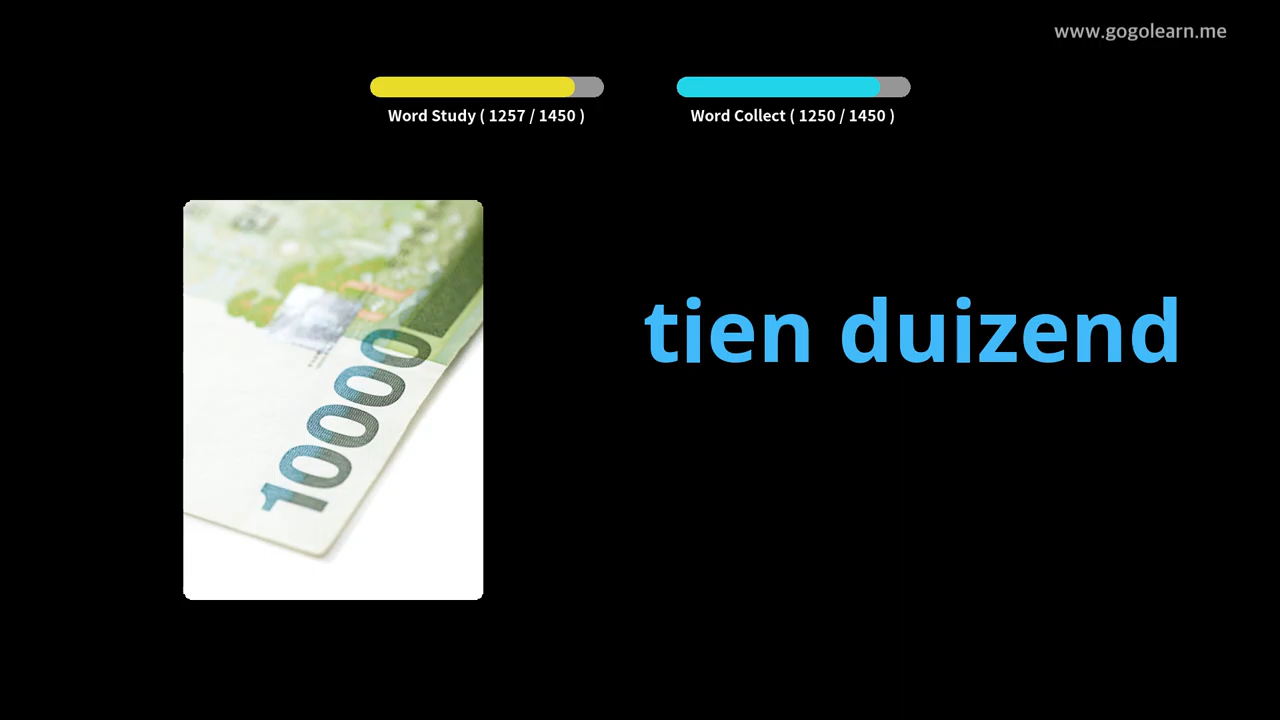 www.gogolearn.me
Word Study ( 1257 / 1450 )
Word Collect ( 1250 / 1450 )
tien duizend
10000